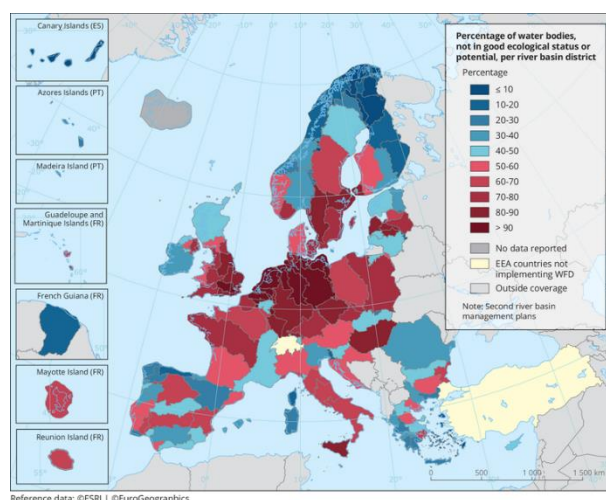 Canary Islands (ES)
Azores Islands (PT)
Madeira Island (PT)
Guadeloupe and
Martinique Islands (FR)
French Guiana (FR)
Mayotte Island (FR)
Reunion Island (FR)
Percentage of water bodies,
not in good ecological status or
potential, per river basin district
Percentage
≤ 10
10-20
20-30
30-40
40-50
50-60
60-70
70-80
80-90
> 90
No data reported
EEA countries not
implementing WFD
Outside coverage
Note: Second river basin
management plans
0 500 1 000 1 500 km
Reference data: ©ESRI | ©EuroGeographics